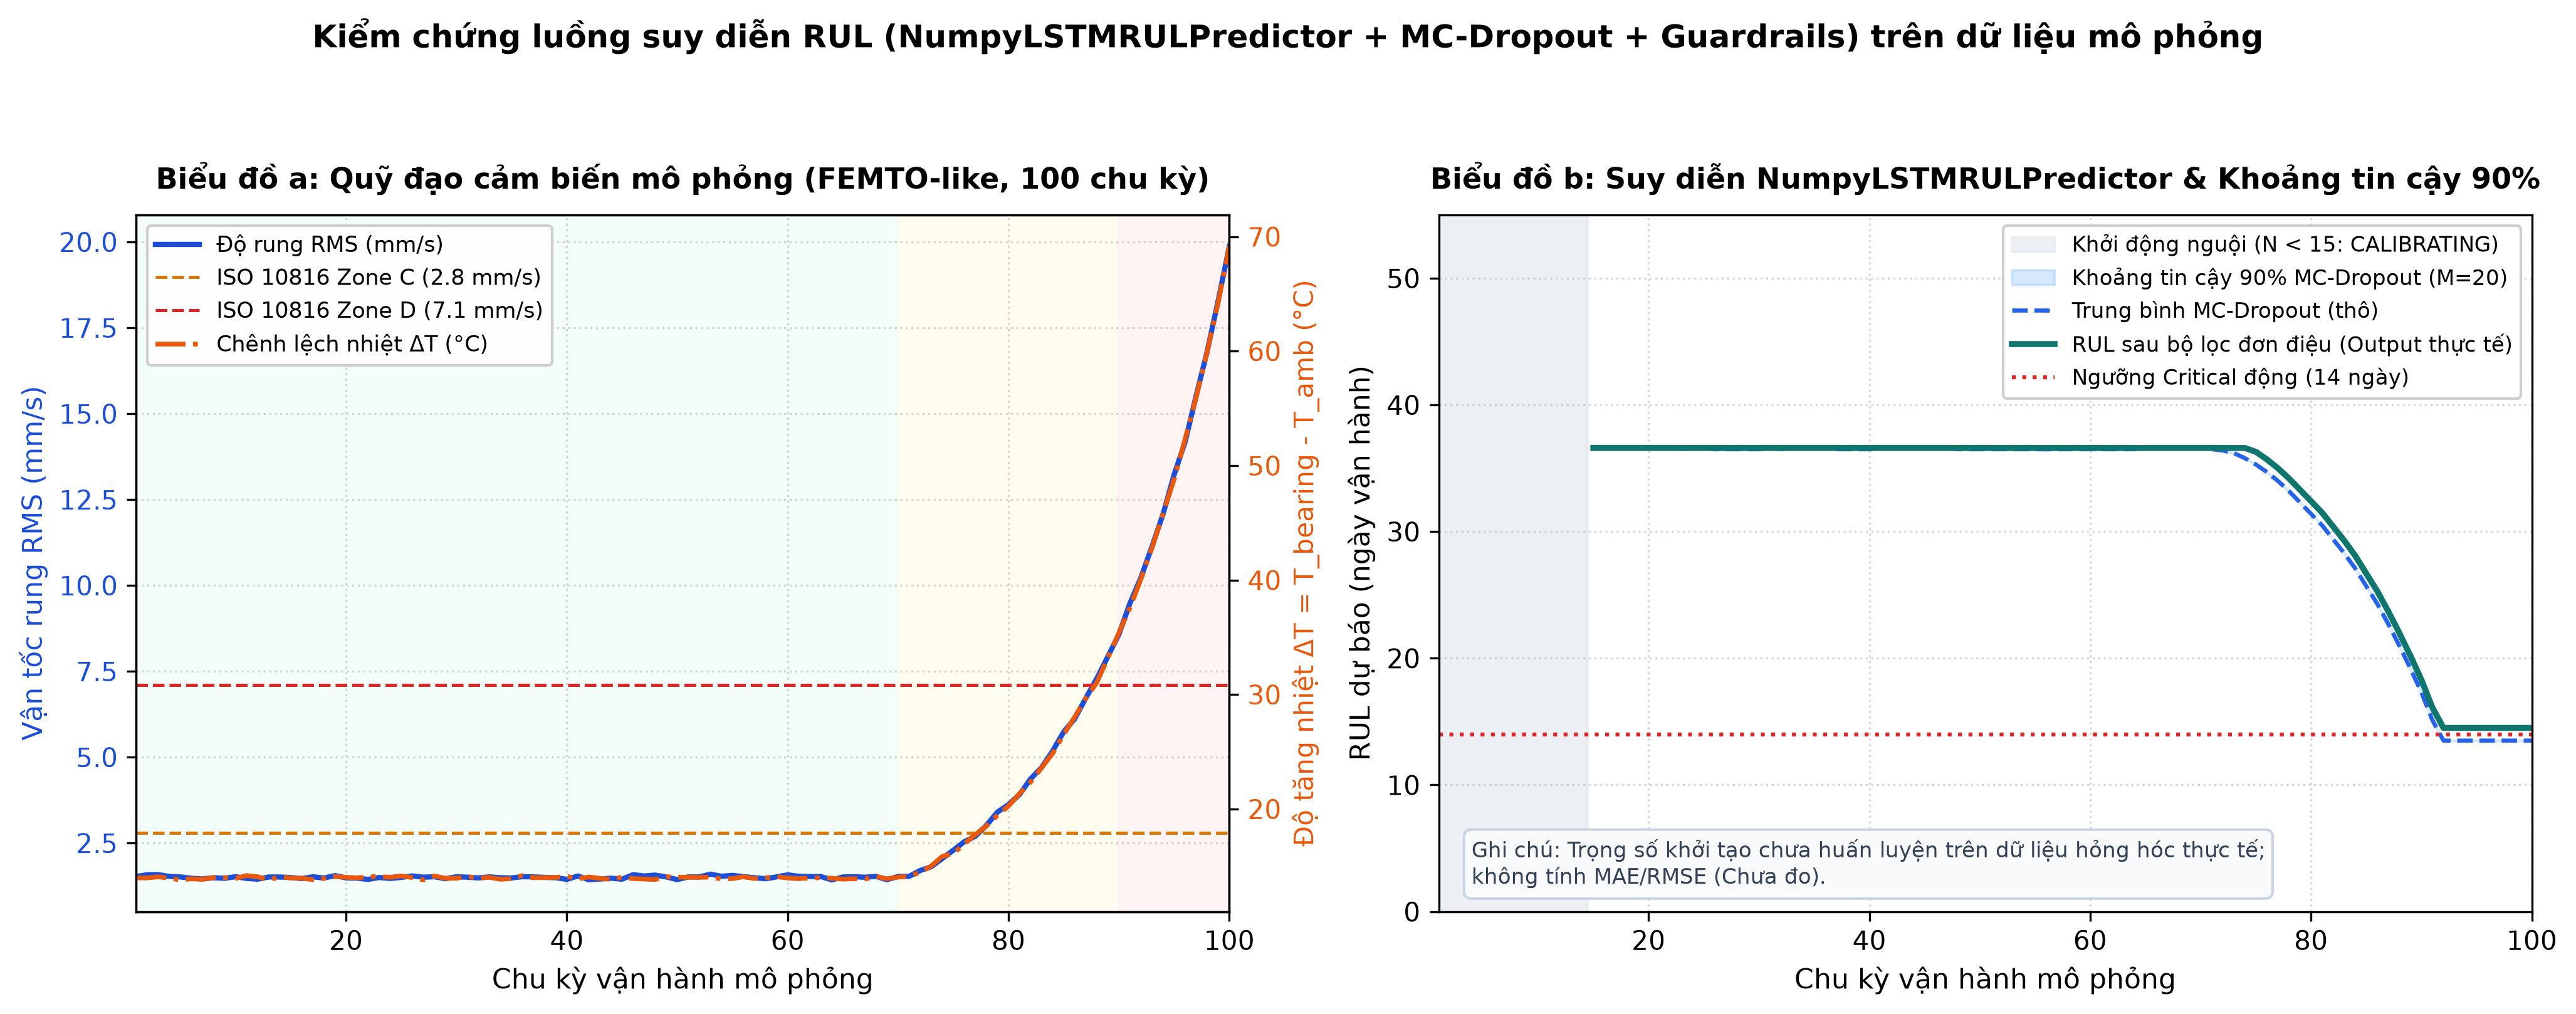 Kiểm chứng luồng suy diễn RUL (NumpyLSTMRULPredictor + MC-Dropout + Guardrails) trên dữ liệu mô phỏng
Biểu đồ a: Quỹ đạo cảm biến mô phỏng (FEMTO-like, 100 chu kỳ)
Độ rung RMS (mm/s)
ISO 10816 Zone C (2.8 mm/s)
ISO 10816 Zone D (7.1 mm/s)
Chênh lệch nhiệt ΔT (°C)
Vận tốc rung RMS (mm/s)
20.0
17.5
15.0
12.5
10.0
7.5
5.0
2.5
70
60
50
40
30
20
Độ tăng nhiệt ΔT = T_bearing - T_amb (°C)
20
40
60
80
100
Chu kỳ vận hành mô phỏng
Biểu đồ b: Suy diễn NumpyLSTMRULPredictor & Khoảng tin cậy 90%
Khởi động nguội (N < 15: CALIBRATING)
Khoảng tin cậy 90% MC-Dropout (M=20)
Trung bình MC-Dropout (thô)
RUL sau bộ lọc đơn điệu (Output thực tế)
Ngưỡng Critical động (14 ngày)
RUL dự báo (ngày vận hành)
50
40
30
20
10
0
Ghi chú: Trọng số khởi tạo chưa huấn luyện trên dữ liệu hỏng hóc thực tế;
không tính MAE/RMSE (Chưa đo).
20
40
60
80
100
Chu kỳ vận hành mô phỏng